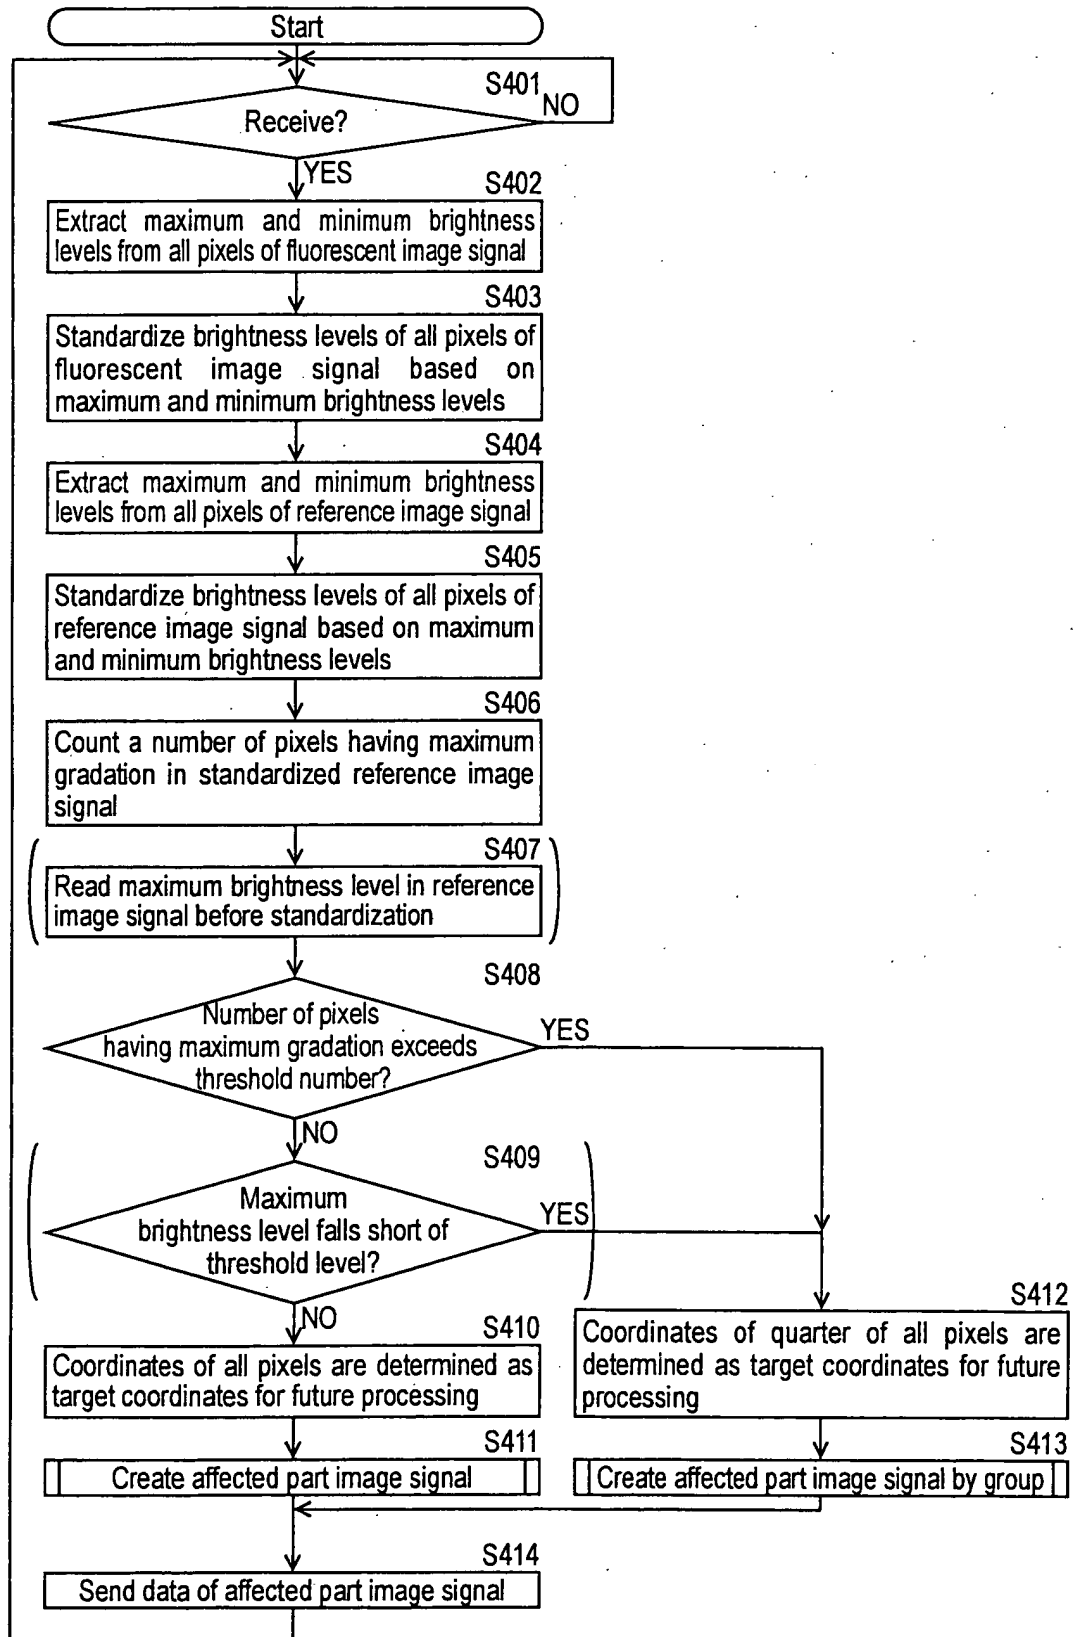 Start
S401
NO
Receive?
YES
S402
Extract maximum and minimum brightness
levels from all pixels of fluorescent image signal
S403
Standardize brightness levels of all pixels of
fluorescent image signal based on
maximum and minimum brightness levels
S404
Extract maximum and minimum brightness
levels from all pixels of reference image signal
S405
Standardize brightness levels of all pixels of
reference image signal based on maximum
and minimum brightness levels
S406
Count a number of pixels having maximum
gradation in standardized reference image
signal
S407
Read maximum brightness level in reference
image signal before standardization
S408
Number of pixels
having maximum gradation exceeds
threshold number?
YES
NO
S409
Maximum
brightness level falls short of
threshold level?
YES
NO
S410
Coordinates of all pixels are determined as
target coordinates for future processing
S412
Coordinates of quarter of all pixels are
determined as target coordinates for future
processing
S411
Create affected part image signal
S413
Create affected part image signal by group
S414
Send data of affected part image signal